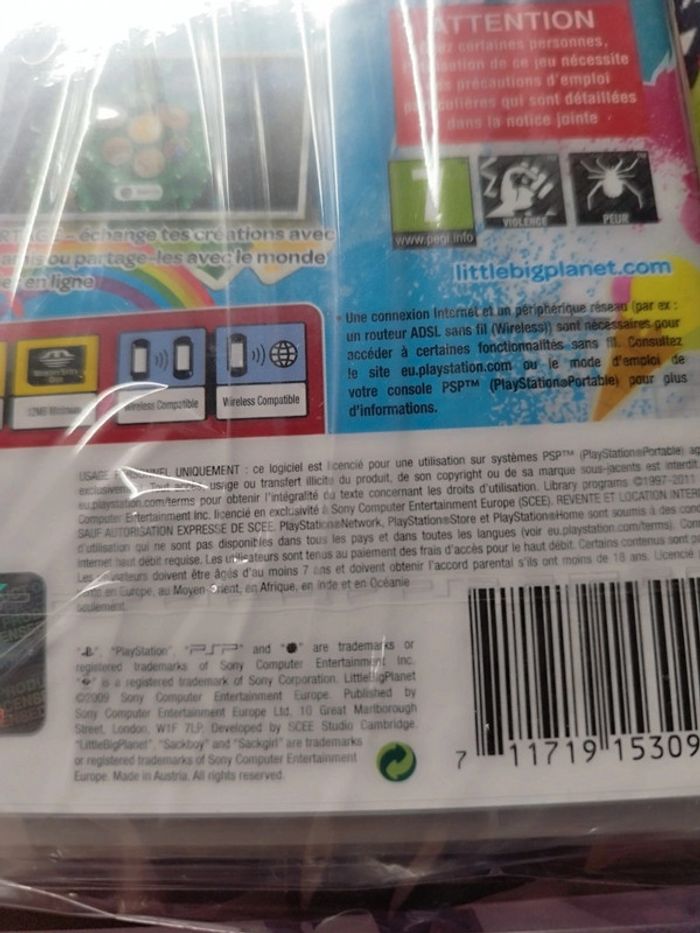 ATTENTION
certaines personnes,
de ce jeu nécessite
précautions d'emploi
qui sont détaillées
dans la notice jointe
7
VIOLENCE
PEUR
www.pegi.info
- échange tes créations avec
ou partage-les avec le monde
en ligne
littlebigplanet.com
Une connexion Internet et un périphérique réseau (par ex :
un routeur ADSL sans fil (Wireless)) sont nécessaires pour
accéder à certaines fonctionnalités sans fil. Consultez
le site eu.playstation.com ou le mode d'emploi de
votre console PSP™ (PlayStation®Portable) pour plus
d'informations.
Wireless Compatible
Wireless Compatible
USAGE UNIQUEMENT : ce logiciel est licencié pour une utilisation sur systèmes PSP™ (PlayStation®Portable)
usage ou transfert illicite du produit, de son copyright ou de sa marque sous-jacents est interdit
eu.playstation.com/terms pour obtenir l'intégralité du texte concernant les droits d'utilisation. Library programs ©1997-2011
Computer Entertainment Inc. licencié en exclusivité à Sony Computer Entertainment Europe (SCEE). REVENTE ET LOCATION
SAUF AUTORISATION EXPRESSE DE SCEE. PlayStation®Network, PlayStation®Store et PlayStation®Home sont soumis à des
d'utilisation qui ne sont pas disponibles dans tous les pays et dans toutes les langues (voir eu.playstation.com/terms).
internet haut débit requise. Les utilisateurs sont tenus au paiement des frais d'accès pour le haut débit. Certains contenus sont
Les utilisateurs doivent être âgés d'au moins 7 ans et doivent obtenir l'accord parental s'ils ont moins de 18 ans. Licencié
en Europe, au Moyen-Orient, en Afrique, en Inde et en Océanie
seulement.
"PlayStation", "PSP" and are trademarks or
registered trademarks of Sony Computer Entertainment Inc.
is a registered trademark of Sony Corporation. LittleBigPlanet
©2009 Sony Computer Entertainment Europe. Published by
Sony Computer Entertainment Europe Ltd. 10 Great Marlborough
Street, London, W1F 7LP. Developed by SCEE Studio Cambridge.
"LittleBigPlanet", "Sackboy" and "Sackgirl" are trademarks
or registered trademarks of Sony Computer Entertainment
Europe. Made in Austria. All rights reserved.
7 11719 15309